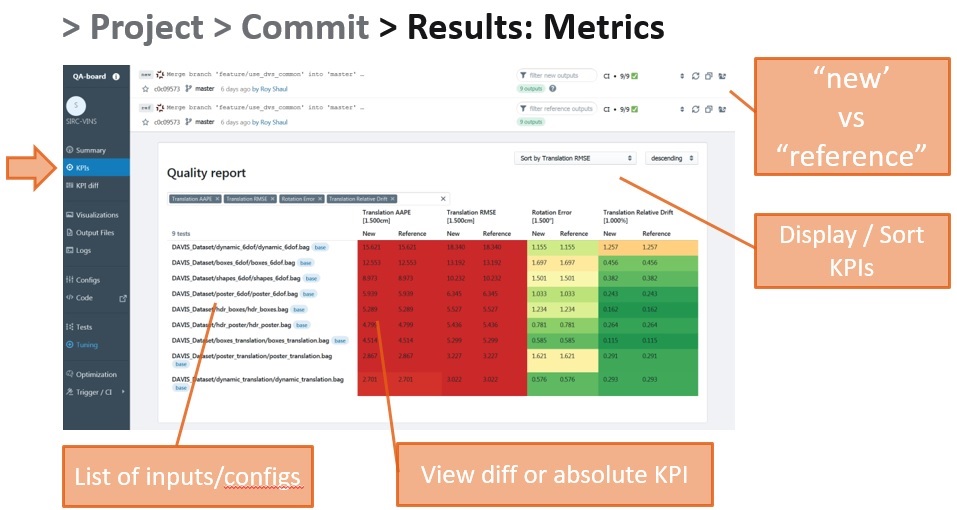 > Project > Commit > Results: Metrics
QA-board
new Merge branch 'feature/use_dvs_common' into 'master' ...
filter new outputs
CI • 9/9
c0c09573 master 6 days ago by Roy Shaul
9 outputs
ref Merge branch 'feature/use_dvs_common' into 'master' ...
filter reference outputs
CI • 9/9
c0c09573 master 6 days ago by Roy Shaul
9 outputs
S
SIRC-VINS
Summary
KPIs
KPI diff
Visualizations
Output Files
Logs
Configs
Code
Tests
Tuning
Optimization
Trigger / CI
Quality report
Sort by Translation RMSE
descending
Translation AAPE × Translation RMSE × Rotation Error × Translation Relative Drift ×
Translation AAPE Translation RMSE Rotation Error Translation Relative Drift
[1.500cm] [1.500cm] [1.500°] [1.000%]
9 tests New Reference New Reference New Reference New Reference
DAVIS_Dataset/dynamic_6dof/dynamic_6dof.bag base 15.621 15.621 18.340 18.340 1.155 1.155 1.257 1.257
DAVIS_Dataset/boxes_6dof/boxes_6dof.bag base 12.553 12.553 13.192 13.192 1.697 1.697 0.456 0.456
DAVIS_Dataset/shapes_6dof/shapes_6dof.bag base 8.973 8.973 10.232 10.232 1.501 1.501 0.382 0.382
DAVIS_Dataset/poster_6dof/poster_6dof.bag base 5.939 5.939 6.345 6.345 1.033 1.033 0.243 0.243
DAVIS_Dataset/hdr_boxes/hdr_boxes.bag base 5.289 5.289 5.527 5.527 1.234 1.234 0.162 0.162
DAVIS_Dataset/hdr_poster/hdr_poster.bag base 4.799 4.799 5.436 5.436 0.781 0.781 0.264 0.264
DAVIS_Dataset/boxes_translation/boxes_translation.bag base 4.514 4.514 5.299 5.299 0.585 0.585 0.115 0.115
DAVIS_Dataset/poster_translation/poster_translation.bag 2.867 2.867 3.227 3.227 1.621 1.621 0.291 0.291
base
DAVIS_Dataset/dynamic_translation/dynamic_translation.bag 2.701 2.701 3.022 3.022 0.576 0.576 0.293 0.293
base
“new’
vs
“reference”
Display / Sort
KPIs
List of inputs/configs
View diff or absolute KPI